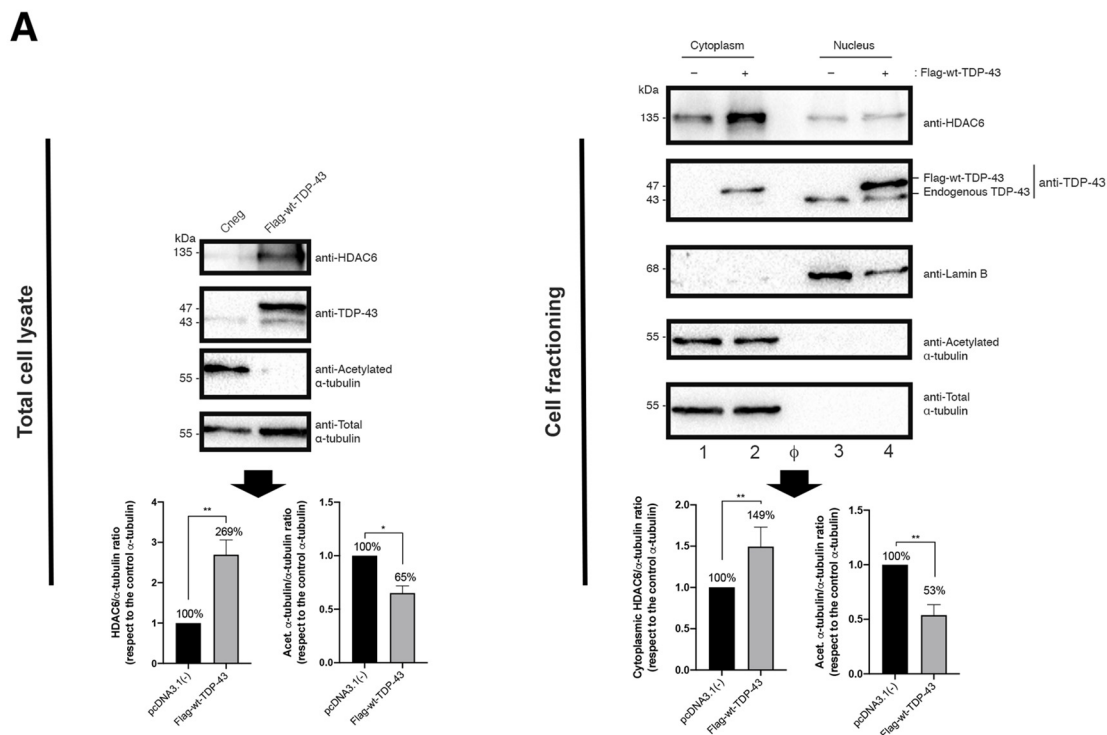 A
Total cell lysate
Cneg
Flag-wt-TDP-43
kDa
135
anti-HDAC6
47
43
anti-TDP-43
55
anti-Acetylated
α-tubulin
55
anti-Total
α-tubulin
HDAC6/α-tubulin ratio
(respect to the control α-tubulin)
4
3
2
1
0
100%
**
269%
pcDNA3.1(-)
Flag-wt-TDP-43
Acet. α-tubulin/α-tubulin ratio
(respect to the control α-tubulin)
1.5
1.0
0.5
0.0
100%
*
65%
pcDNA3.1(-)
Flag-wt-TDP-43
Cell fractioning
Cytoplasm Nucleus
– + – + : Flag-wt-TDP-43
kDa
135
anti-HDAC6
47
43
Flag-wt-TDP-43
Endogenous TDP-43
anti-TDP-43
68
anti-Lamin B
55
anti-Acetylated
α-tubulin
55
anti-Total
α-tubulin
1 2 ϕ 3 4
Cytoplasmic HDAC6/α-tubulin ratio
(respect to the control α-tubulin)
2.0
1.5
1.0
0.5
0.0
100%
**
149%
pcDNA3.1(-)
Flag-wt-TDP-43
Acet. α-tubulin/α-tubulin ratio
(respect to the control α-tubulin)
1.5
1.0
0.5
0.0
100%
**
53%
pcDNA3.1(-)
Flag-wt-TDP-43